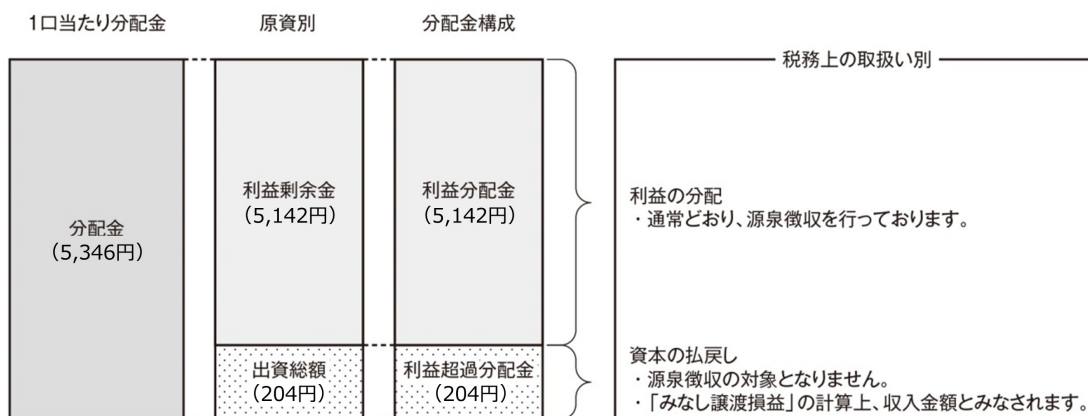 1口当たり分配金
原資別
分配金構成
税務上の取扱い別
分配金
（5,346円）
利益剰余金
（5,142円）
利益分配金
（5,142円）
利益の分配
・通常どおり、源泉徴収を行っております。
出資総額
（204円）
利益超過分配金
（204円）
資本の払戻し
・源泉徴収の対象となりません。
・「みなし譲渡損益」の計算上、収入金額とみなされます。